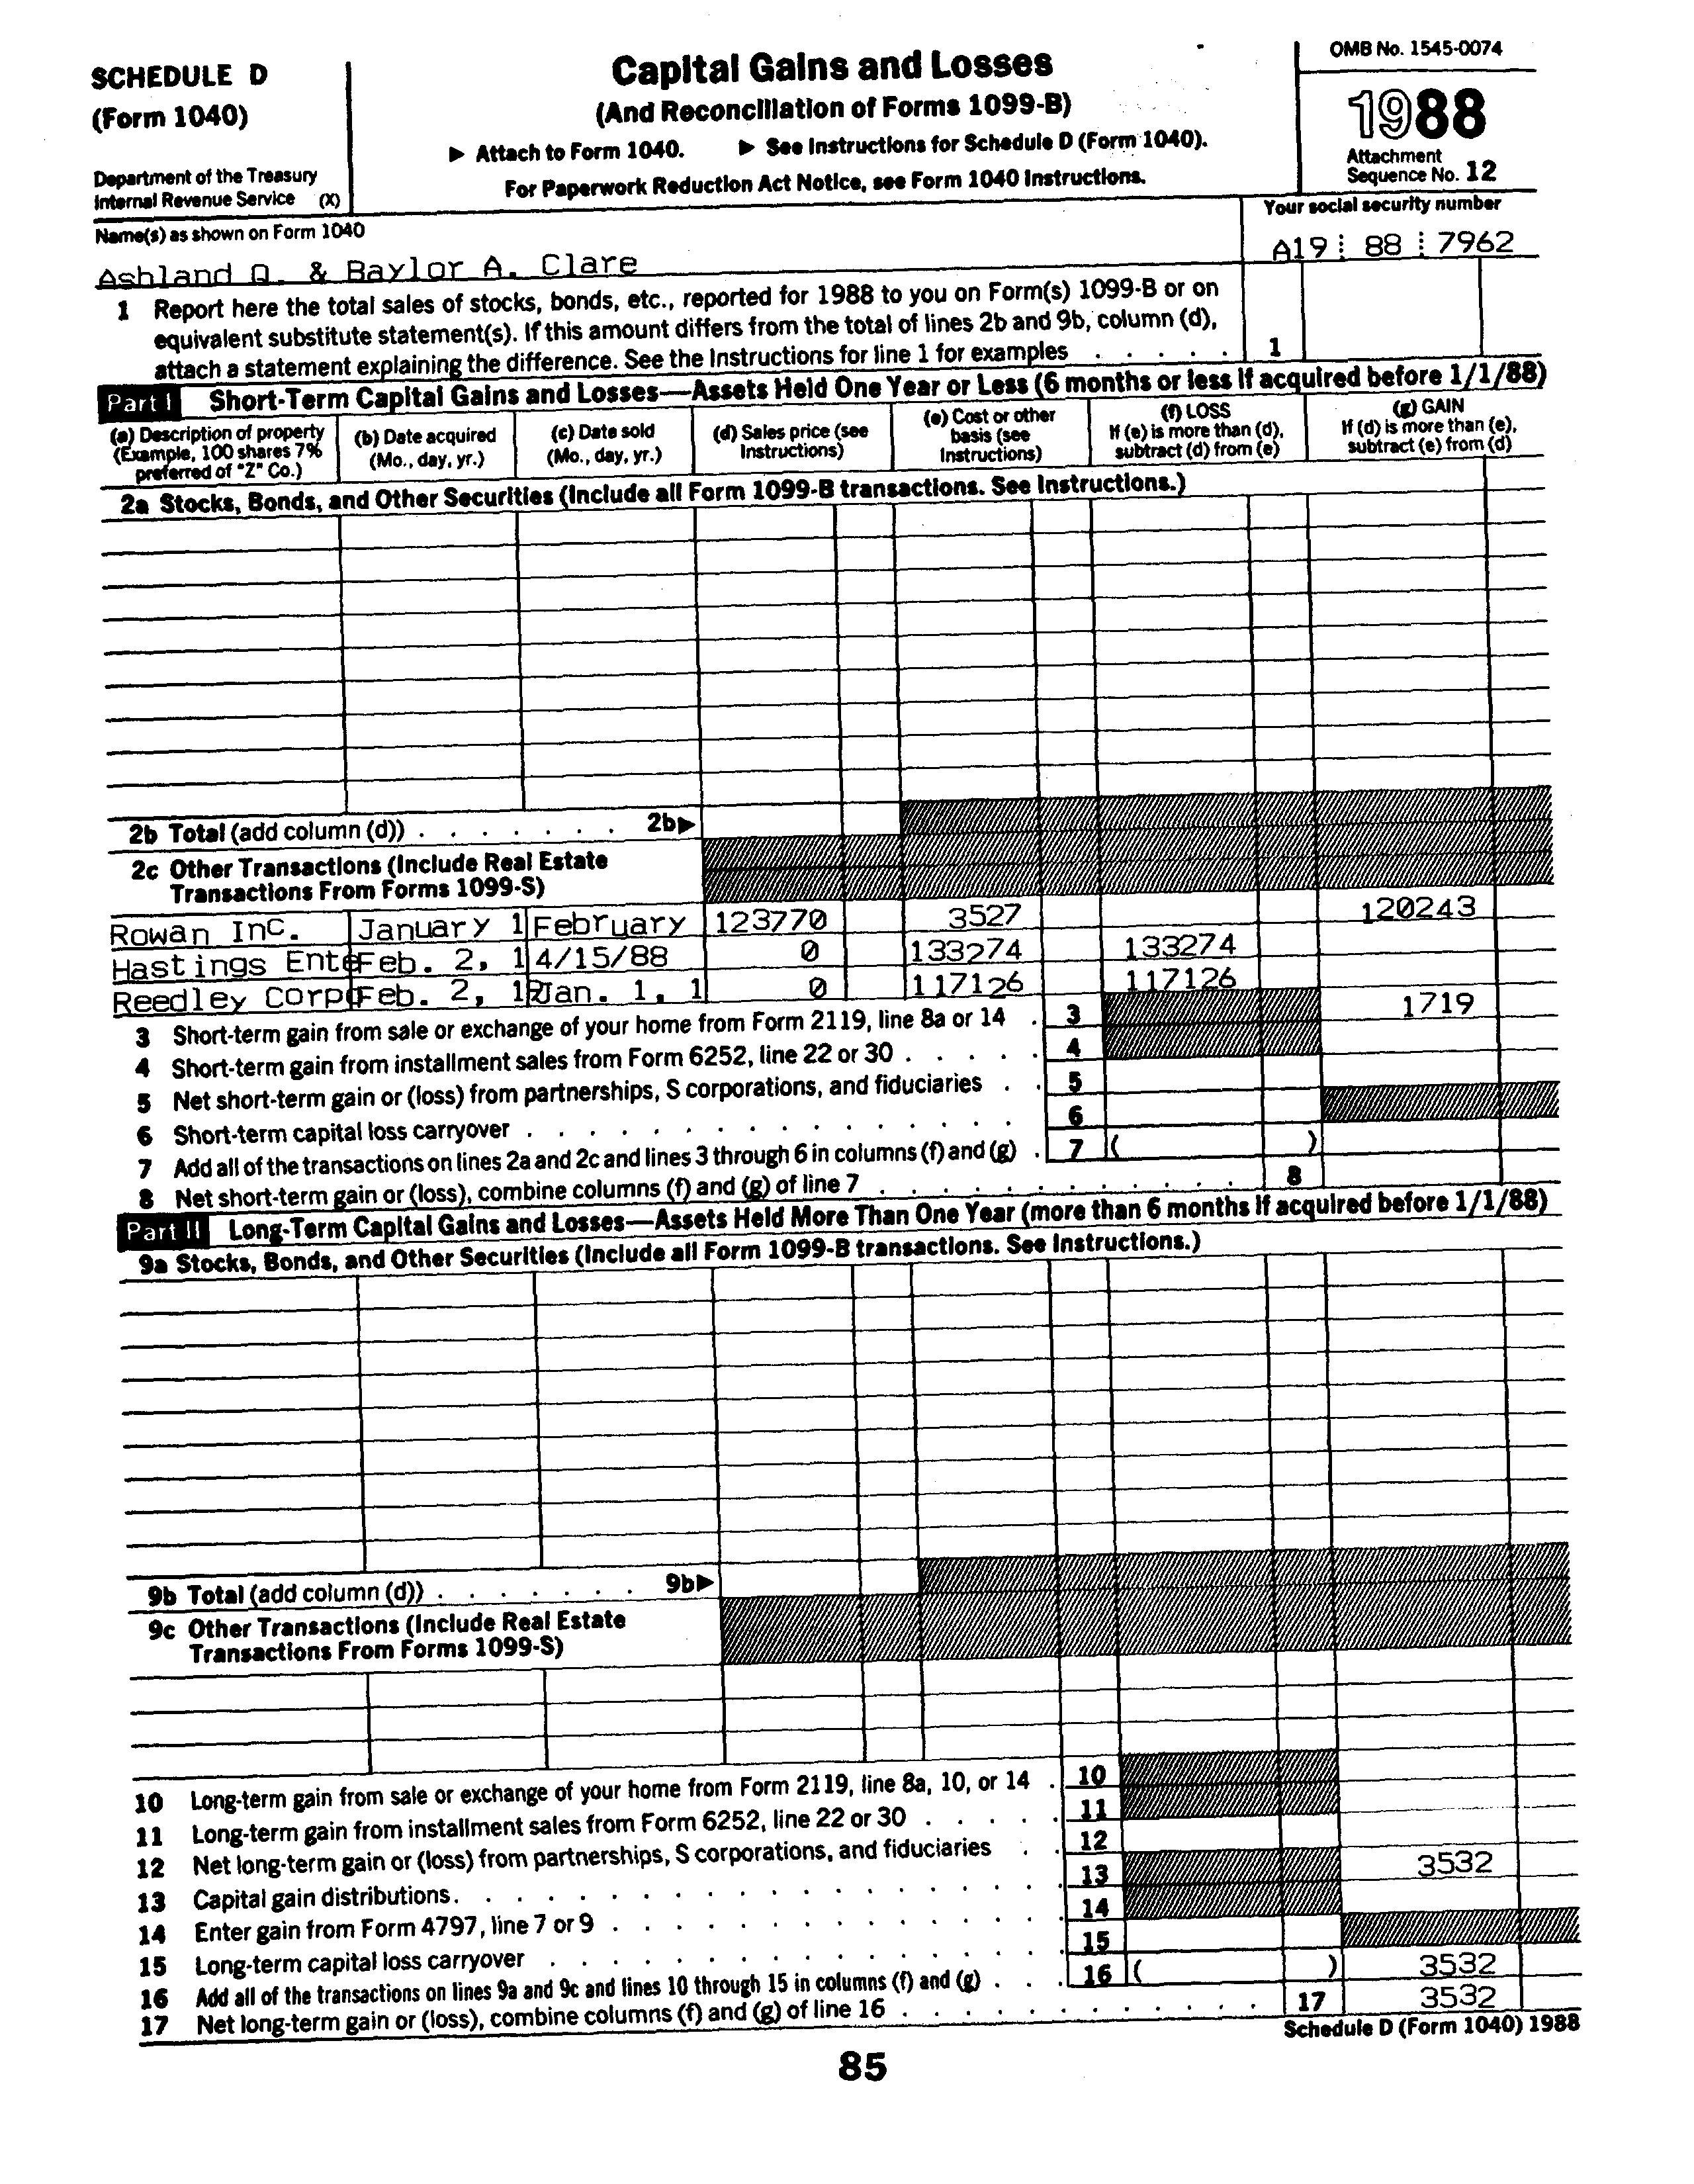 SCHEDULE D
(Form 1040)
Department of the Treasury
Internal Revenue Service (X)
Capital Gains and Losses
(And Reconciliation of Forms 1099-B)
▶ Attach to Form 1040. ▶ See Instructions for Schedule D (Form 1040).
For Paperwork Reduction Act Notice, see Form 1040 Instructions.
OMB No. 1545-0074
1988
Attachment
Sequence No. 12
Name(s) as shown on Form 1040
Your social security number
Ashland Q. & Baylor A. Clare
A19 88 7962
1 Report here the total sales of stocks, bonds, etc., reported for 1988 to you on Form(s) 1099-B or on
equivalent substitute statement(s). If this amount differs from the total of lines 2b and 9b, column (d),
attach a statement explaining the difference. See the Instructions for line 1 for examples . . . . . 1
Part I Short-Term Capital Gains and Losses—Assets Held One Year or Less (6 months or less if acquired before 1/1/88)
(a) Description of property
(Example, 100 shares 7%
preferred of "Z" Co.)
(b) Date acquired
(Mo., day, yr.)
(c) Date sold
(Mo., day, yr.)
(d) Sales price (see
Instructions)
(e) Cost or other
basis (see
Instructions)
(f) LOSS
If (e) is more than (d),
subtract (d) from (e)
(g) GAIN
If (d) is more than (e),
subtract (e) from (d)
2a Stocks, Bonds, and Other Securities (Include all Form 1099-B transactions. See Instructions.)
2b Total (add column (d)) . . . . . . . 2b▶
2c Other Transactions (Include Real Estate
Transactions From Forms 1099-S)
Rowan Inc. January 1 February 123770 3527 120243
Hastings Ente Feb. 2, 1 4/15/88 0 133274 133274
Reedley Corpo Feb. 2, 1 Jan. 1, 1 0 117126 117126
3 Short-term gain from sale or exchange of your home from Form 2119, line 8a or 14 . 3 1719
4 Short-term gain from installment sales from Form 6252, line 22 or 30 . . . . . 4
5 Net short-term gain or (loss) from partnerships, S corporations, and fiduciaries . . 5
6 Short-term capital loss carryover . . . . . . . . . . . . . . . 6
7 Add all of the transactions on lines 2a and 2c and lines 3 through 6 in columns (f) and (g) . 7 ( )
8 Net short-term gain or (loss), combine columns (f) and (g) of line 7 . . . . . . . . . . . . 8
Part II Long-Term Capital Gains and Losses—Assets Held More Than One Year (more than 6 months if acquired before 1/1/88)
9a Stocks, Bonds, and Other Securities (Include all Form 1099-B transactions. See Instructions.)
9b Total (add column (d)) . . . . . . . 9b▶
9c Other Transactions (Include Real Estate
Transactions From Forms 1099-S)
10 Long-term gain from sale or exchange of your home from Form 2119, line 8a, 10, or 14 . 10
11 Long-term gain from installment sales from Form 6252, line 22 or 30 . . . . . 11
12 Net long-term gain or (loss) from partnerships, S corporations, and fiduciaries . . 12
13 Capital gain distributions . . . . . . . . . . . . . . . . . 13 3532
14 Enter gain from Form 4797, line 7 or 9 . . . . . . . . . . . . . 14
15 Long-term capital loss carryover . . . . . . . . . . . . . . . 15
16 Add all of the transactions on lines 9a and 9c and lines 10 through 15 in columns (f) and (g) . . . 16 ( ) 3532
17 Net long-term gain or (loss), combine columns (f) and (g) of line 16 . . . . . . . . . . . . 17 3532
Schedule D (Form 1040) 1988
85